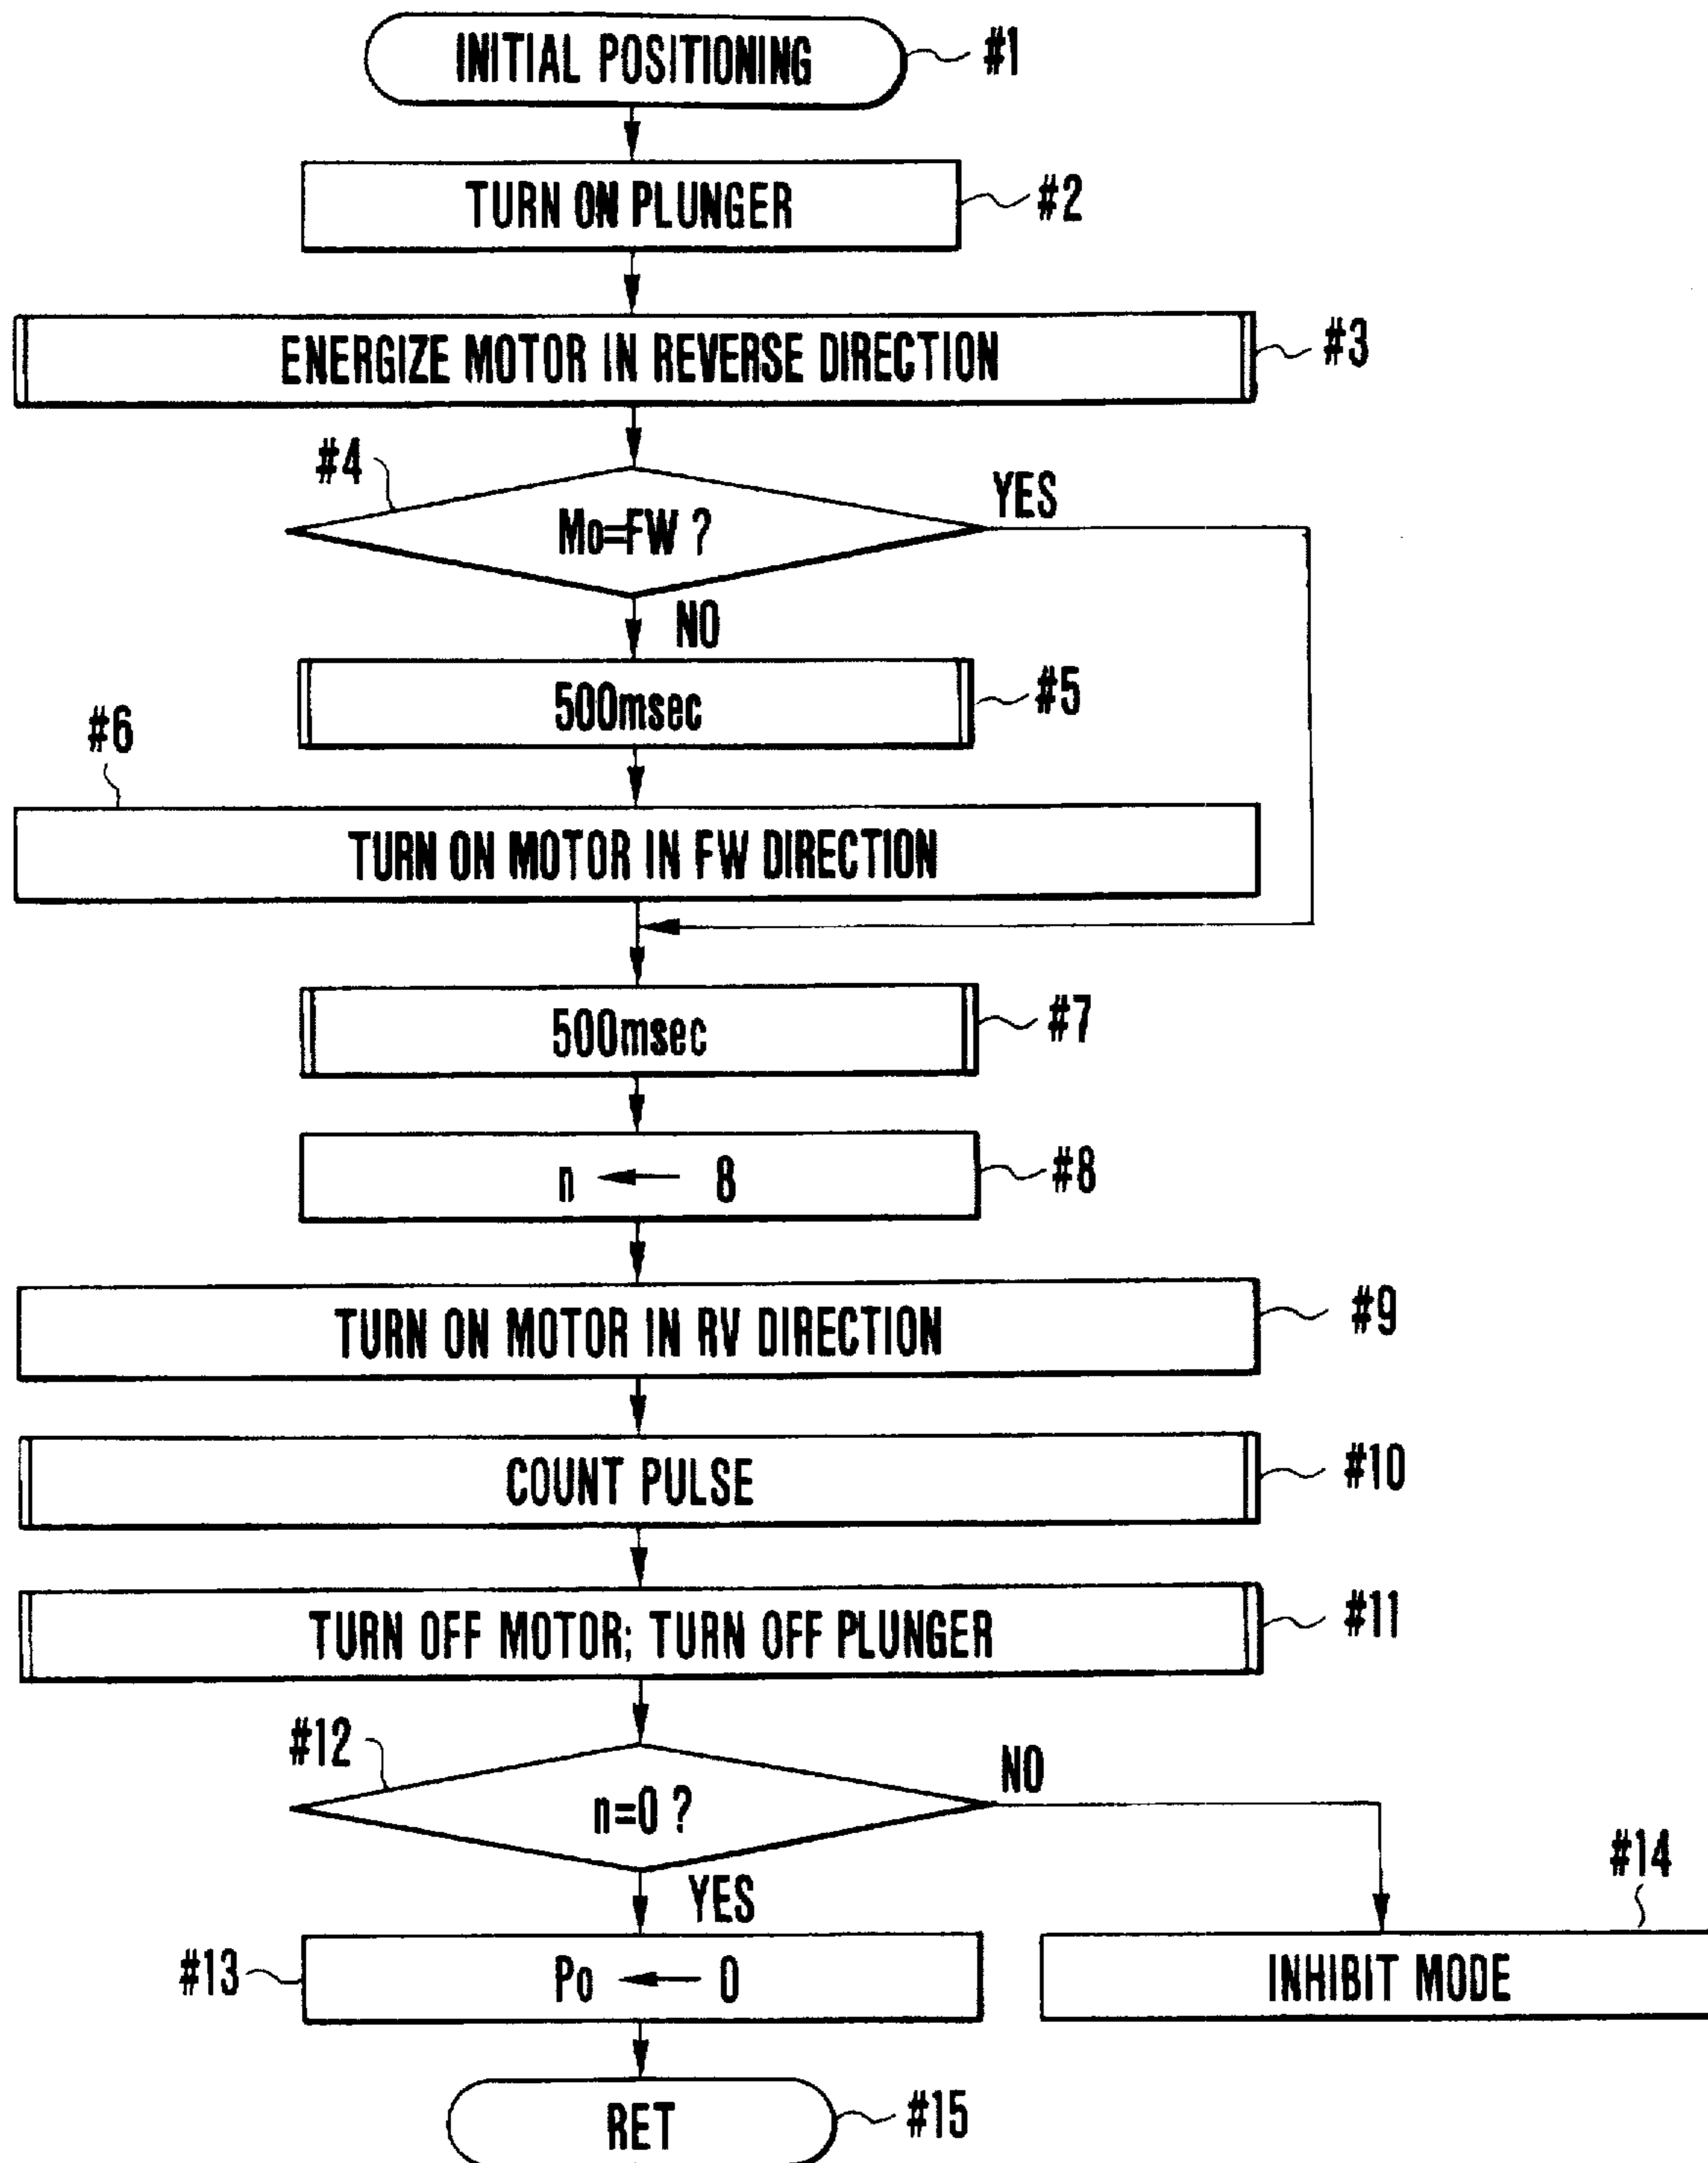 INITIAL POSITIONING #1
TURN ON PLUNGER #2
ENERGIZE MOTOR IN REVERSE DIRECTION #3
#4
Mo=FW ? YES
NO
500msec #5
#6
TURN ON MOTOR IN FW DIRECTION
500msec #7
n ← 8 #8
TURN ON MOTOR IN RV DIRECTION #9
COUNT PULSE #10
TURN OFF MOTOR; TURN OFF PLUNGER #11
#12
n=0 ? NO
YES
#14
#13 Po ← 0
INHIBIT MODE
RET #15